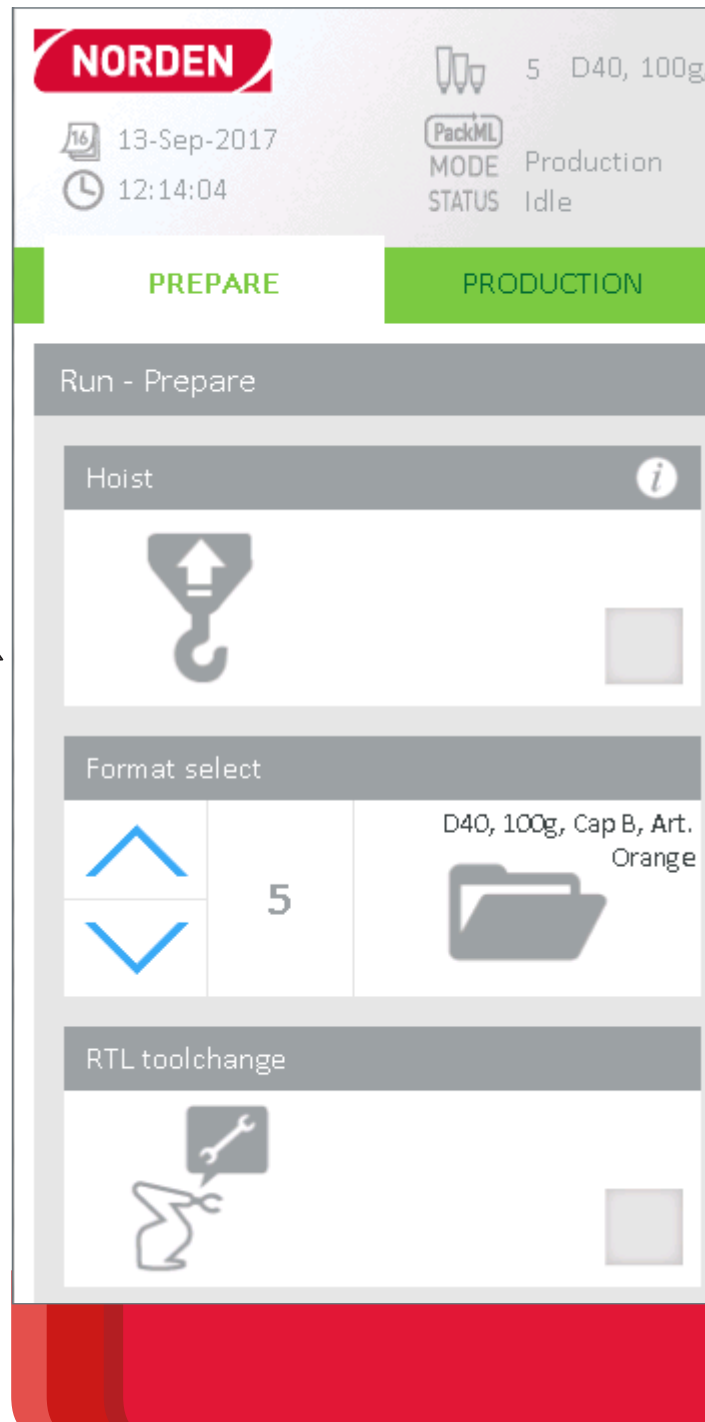 NORDEN
5 D40, 100g,
16 13-Sep-2017
PackML
MODE Production
12:14:04
STATUS Idle
PREPARE PRODUCTION
Run - Prepare
Hoist i
Format select
D40, 100g, Cap B, Art.
Orange
5
RTL toolchange